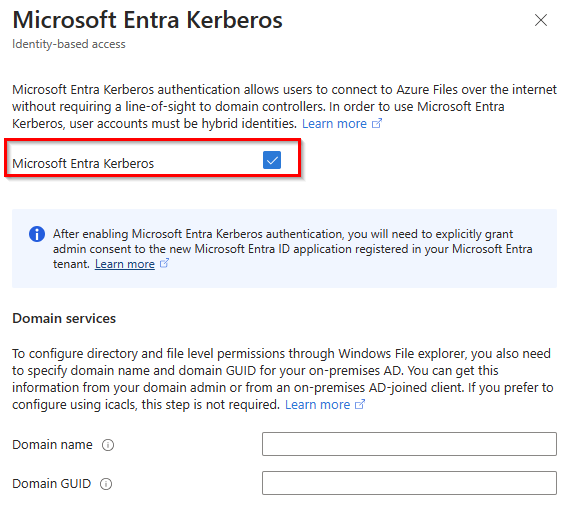 Microsoft Entra Kerberos
Identity-based access
Microsoft Entra Kerberos authentication allows users to connect to Azure Files over the internet
without requiring a line-of-sight to domain controllers. In order to use Microsoft Entra
Kerberos, user accounts must be hybrid identities. Learn more
Microsoft Entra Kerberos
After enabling Microsoft Entra Kerberos authentication, you will need to explicitly grant
admin consent to the new Microsoft Entra ID application registered in your Microsoft Entra
tenant. Learn more
Domain services
To configure directory and file level permissions through Windows File explorer, you also need
to specify domain name and domain GUID for your on-premises AD. You can get this
information from your domain admin or from an on-premises AD-joined client. If you prefer to
configure using icacls, this step is not required. Learn more
Domain name
Domain GUID